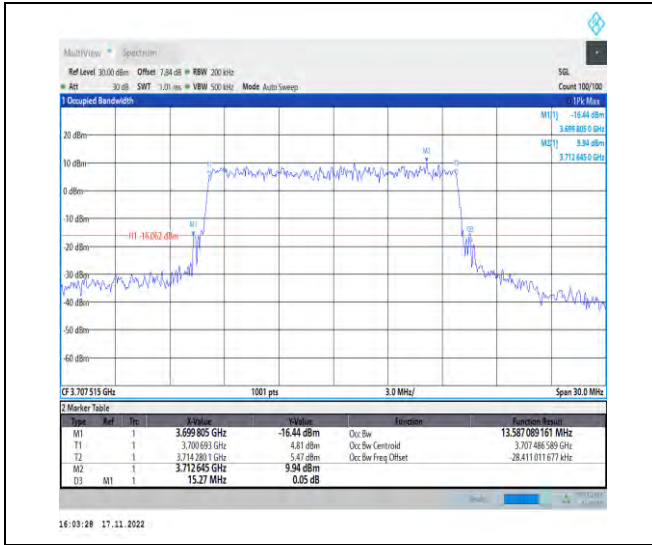 MultiView Spectrum
Ref Level 30.00 dBm Offset 7.84 dB RBW 200 kHz SGL
Att 30 dB SWT 1.01 ms VBW 500 kHz Mode Auto Sweep Count 100/100
1 Occupied Bandwidth 1Pk Max
M1[1] -16.44 dBm
3.699 805 0 GHz
M2[1] 9.94 dBm
3.712 645 0 GHz
20 dBm
10 dBm
0 dBm
-10 dBm
-30 dBm
-40 dBm
-50 dBm
-60 dBm
M2
T1
T2
M1
D3
H1 -16.062 dBm
CF 3.707 515 GHz 1001 pts 3.0 MHz/ Span 30.0 MHz
2 Marker Table
Type Ref Trc X-Value Y-Value Function Function Result
M1 1 3.699 805 GHz -16.44 dBm Occ Bw 13.587 089 161 MHz
T1 1 3.700 693 GHz 4.81 dBm Occ Bw Centroid 3.707 486 589 GHz
T2 1 3.714 280 1 GHz 5.47 dBm Occ Bw Freq Offset -28.411 011 677 kHz
M2 1 3.712 645 GHz 9.94 dBm
D3 M1 1 15.27 MHz 0.05 dB
16:03:28 17.11.2022